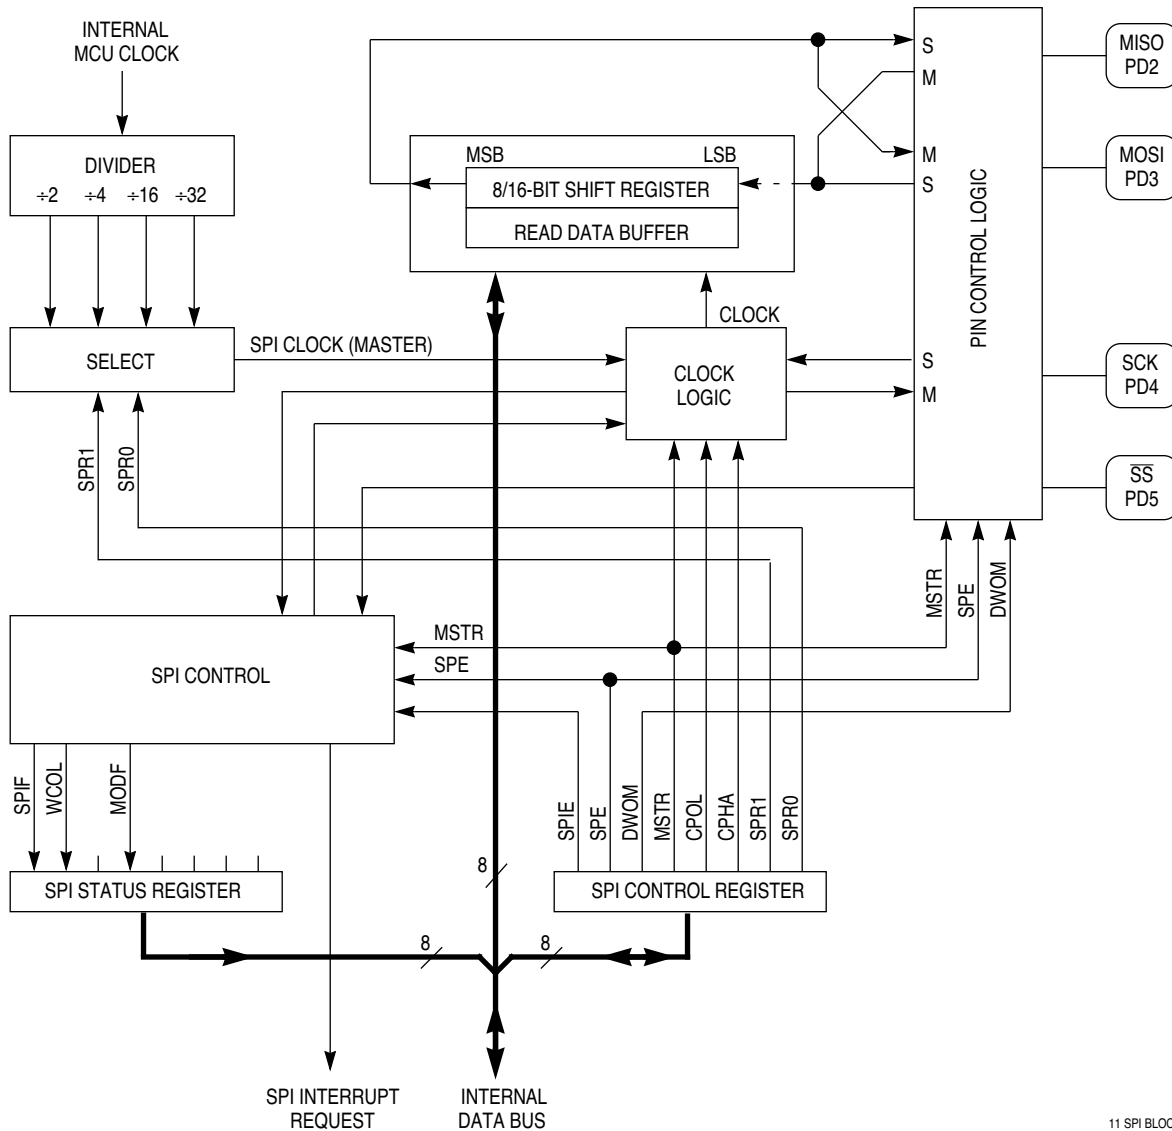 INTERNAL
MCU CLOCK
DIVIDER
÷2 ÷4 ÷16 ÷32
SELECT
SPI CLOCK (MASTER)
SPR1
SPR0
MSB LSB
8/16-BIT SHIFT REGISTER
READ DATA BUFFER
CLOCK
CLOCK
LOGIC
S
M
M
S
S
M
PIN CONTROL LOGIC
MISO
PD2
MOSI
PD3
SCK
PD4
SS
PD5
MSTR
SPE
DWOM
SPI CONTROL
MSTR
SPE
SPIF
WCOL
MODF
SPIE
SPE
DWOM
MSTR
CPOL
CPHA
SPR1
SPR0
SPI STATUS REGISTER
8
SPI CONTROL REGISTER
8
8
SPI INTERRUPT
REQUEST
INTERNAL
DATA BUS
11 SPI BLOC